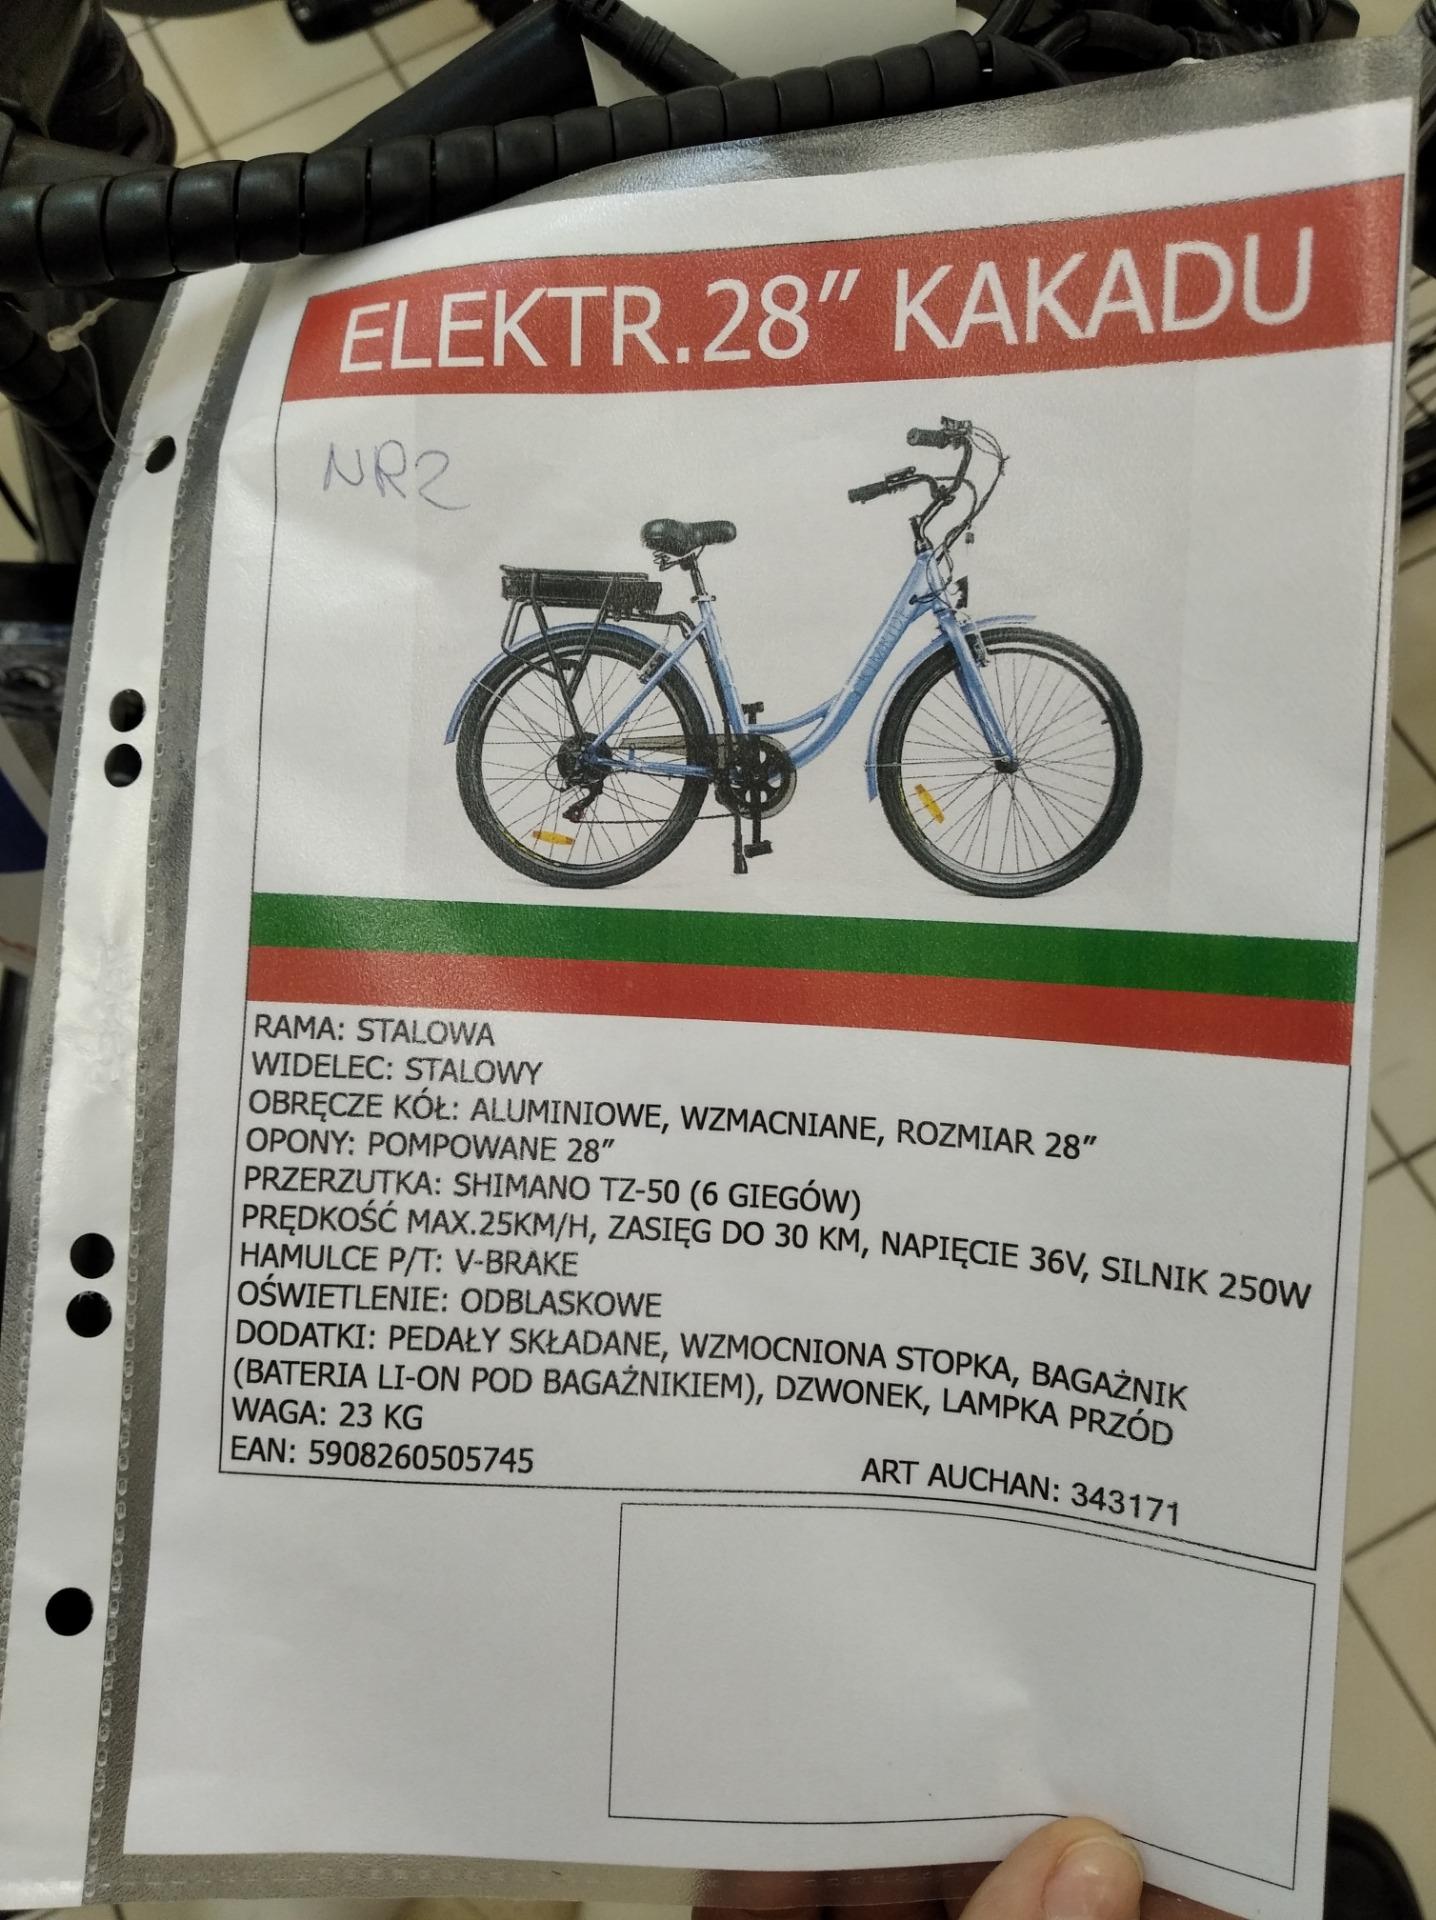 ELEKTR.28" KAKADU
NR2
RAMA: STALOWA
WIDELEC: STALOWY
OBRĘCZE KÓŁ: ALUMINIOWE, WZMACNIANE, ROZMIAR 28"
OPONY: POMPOWANE 28"
PRZERZUTKA: SHIMANO TZ-50 (6 GIEGÓW)
PRĘDKOŚĆ MAX.25KM/H, ZASIĘG DO 30 KM, NAPIĘCIE 36V, SILNIK 250W
HAMULCE P/T: V-BRAKE
OŚWIETLENIE: ODBLASKOWE
DODATKI: PEDAŁY SKŁADANE, WZMOCNIONA STOPKA, BAGAŻNIK
(BATERIA LI-ON POD BAGAŻNIKIEM), DZWONEK, LAMPKA PRZÓD
WAGA: 23 KG
EAN: 5908260505745 ART AUCHAN: 343171